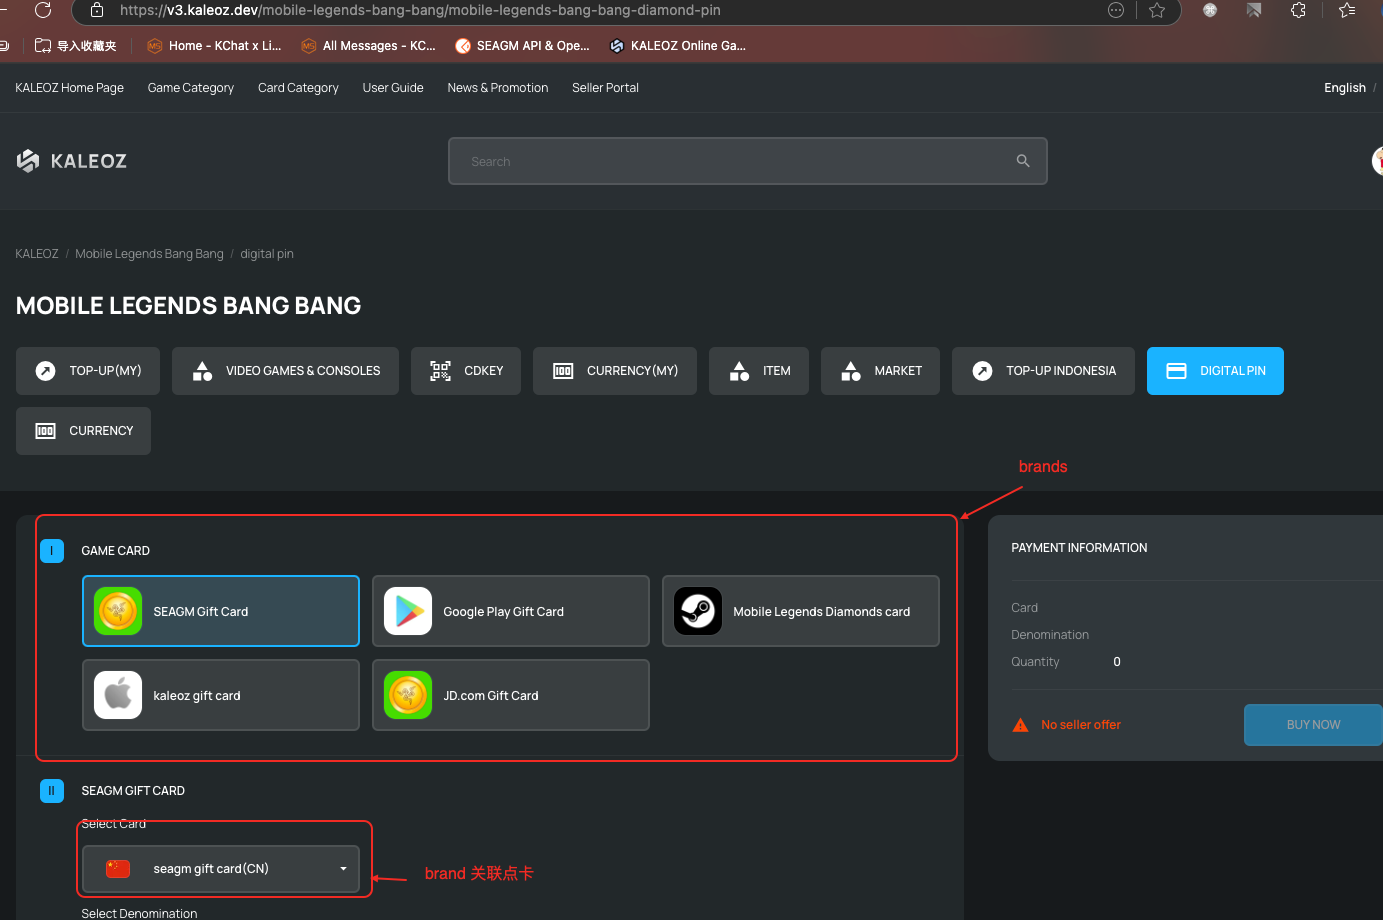 https://v3.kaleoz.dev/mobile-legends-bang-bang/mobile-legends-bang-bang-diamond-pin
导入收藏夹
Home - KChat x Li...
All Messages - KC...
SEAGM API & Ope...
KALEOZ Online Ga...
KALEOZ Home Page
Game Category
Card Category
User Guide
News & Promotion
Seller Portal
English /
KALEOZ
Search
KALEOZ / Mobile Legends Bang Bang / digital pin
MOBILE LEGENDS BANG BANG
TOP-UP(MY)
VIDEO GAMES & CONSOLES
CDKEY
CURRENCY(MY)
ITEM
MARKET
TOP-UP INDONESIA
DIGITAL PIN
CURRENCY
brands
I
GAME CARD
SEAGM Gift Card
Google Play Gift Card
Mobile Legends Diamonds card
kaleoz gift card
JD.com Gift Card
II
SEAGM GIFT CARD
Select Card
seagm gift card(CN)
brand 关联点卡
Select Denomination
PAYMENT INFORMATION
Card
Denomination
Quantity 0
No seller offer
BUY NOW